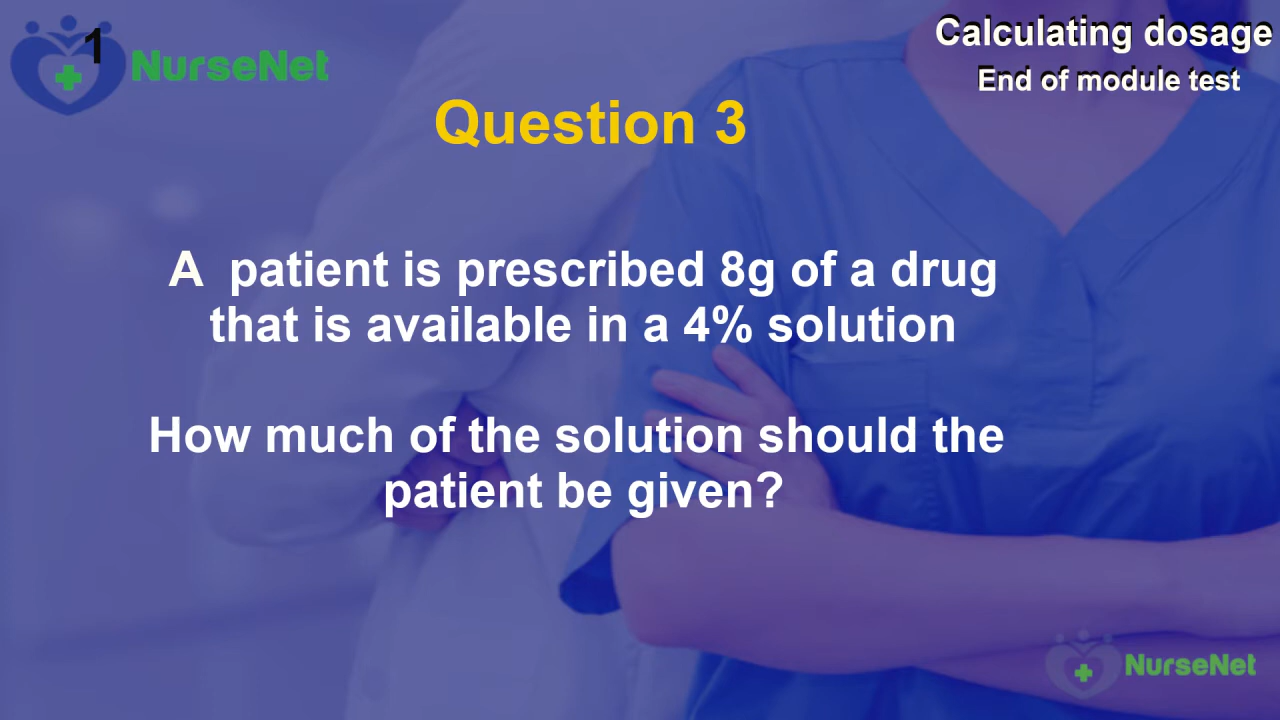 1
NurseNet
Calculating dosage
End of module test
Question 3
A  patient is prescribed 8g of a drug
that is available in a 4% solution
How much of the solution should the
patient be given?
NurseNet